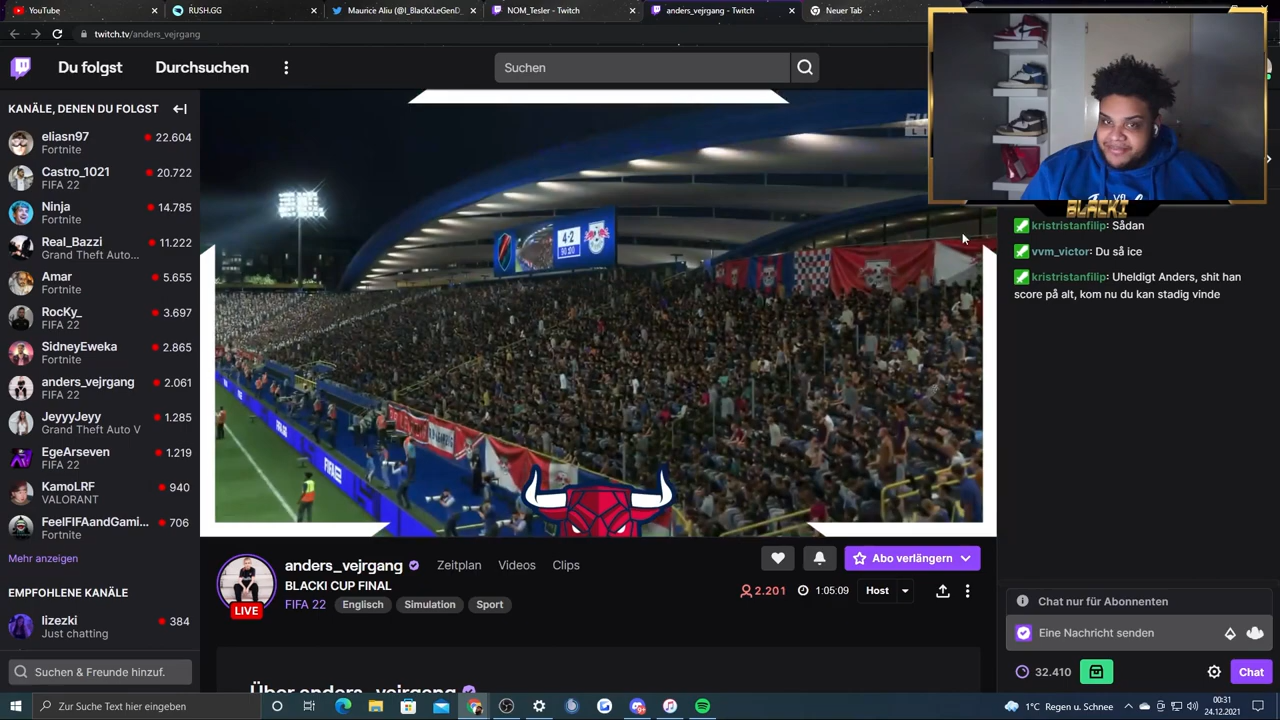 YouTube
RUSH.GG
Maurice Aliu (@I_BlacKxLeGenD
NOM_Tesler - Twitch
anders_vejrgang - Twitch
Neuer Tab
twitch.tv/anders_vejrgang
Du folgst
Durchsuchen
Suchen
KANÄLE, DENEN DU FOLGST
eliasn97 22.604
Fortnite
Castro_1021 20.722
FIFA 22
Ninja 14.785
Fortnite
Real_Bazzi 11.222
Grand Theft Auto...
Amar 5.655
Fortnite
RocKy_ 3.697
FIFA 22
SidneyEweka 2.865
Fortnite
anders_vejrgang 2.061
FIFA 22
JeyyyJeyy 1.285
Grand Theft Auto V
EgeArseven 1.219
FIFA 22
KamoLRF 940
VALORANT
FeelFIFAandGami... 706
Fortnite
Mehr anzeigen
EMPFOHLENE KANÄLE
lizezki 384
Just chatting
Suchen & Freunde hinzuf.
4-2
90:20
BLACKI
kristristanfilip: Sådan
vvm_victor: Du så ice
kristristanfilip: Uheldigt Anders, shit han
score på alt, kom nu du kan stadig vinde
anders_vejrgang
Zeitplan
Videos
Clips
Abo verlängern
BLACKI CUP FINAL
2.201
1:05:09
Host
LIVE
FIFA 22
Englisch
Simulation
Sport
Über anders_vejrgang
Chat nur für Abonnenten
Eine Nachricht senden
32.410
Chat
Zur Suche Text hier eingeben
1°C Regen u. Schnee
00:31
24.12.2021